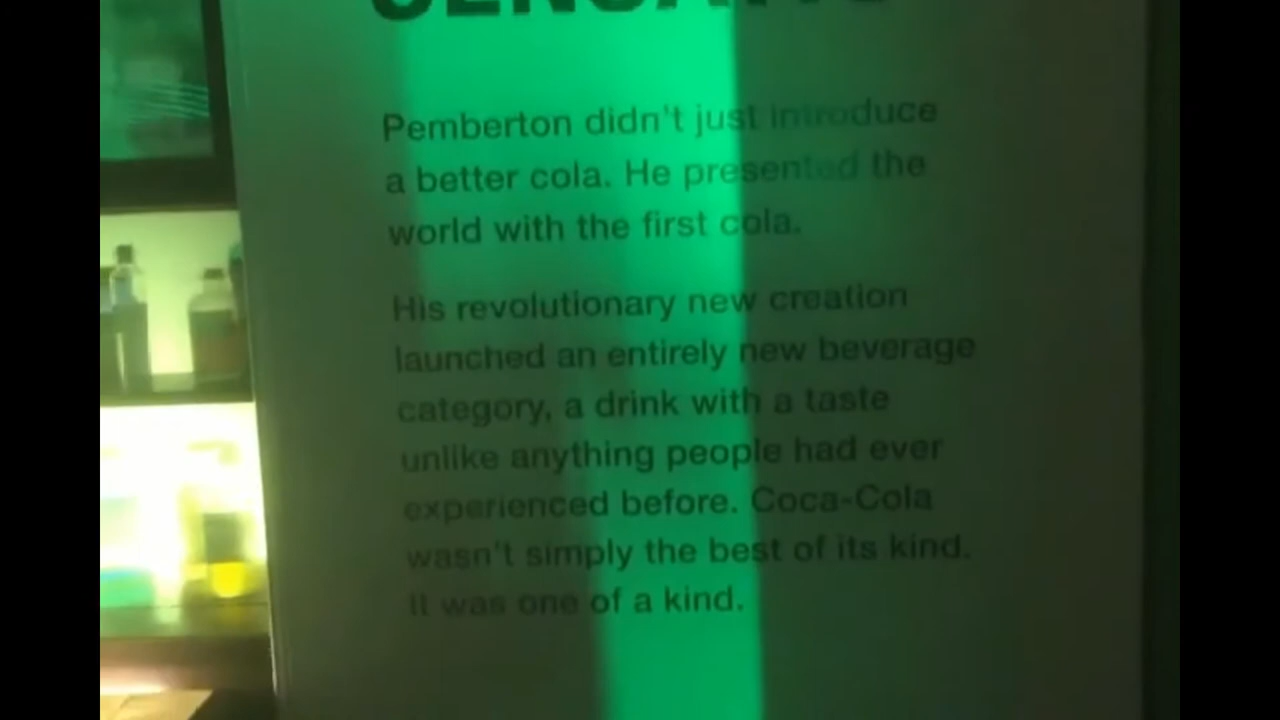 Pemberton didn't just introduce
a better cola. He presented the
world with the first cola.
His revolutionary new creation
launched an entirely new beverage
category, a drink with a taste
unlike anything people had ever
experienced before. Coca-Cola
wasn't simply the best of its kind.
It was one of a kind.